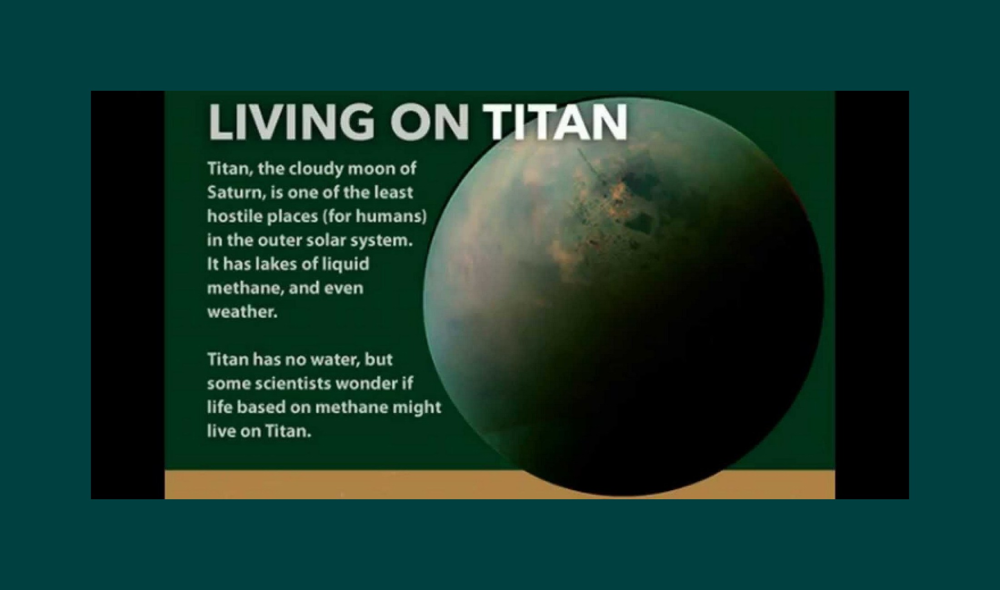 LIVING ON TITAN
Titan, the cloudy moon of
Saturn, is one of the least
hostile places (for humans)
in the outer solar system.
It has lakes of liquid
methane, and even
weather.
Titan has no water, but
some scientists wonder if
life based on methane might
live on Titan.